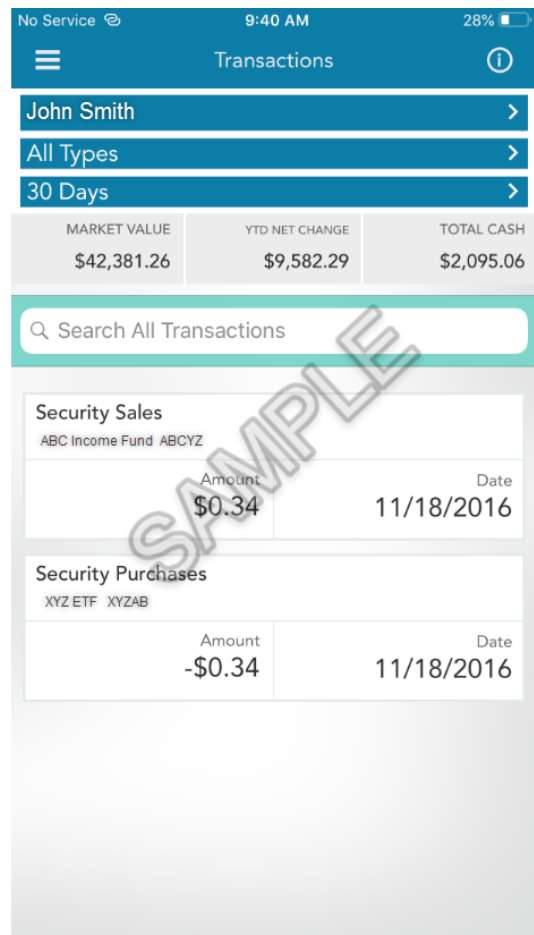 No Service 9:40 AM 28%
Transactions
John Smith
All Types
30 Days
MARKET VALUE YTD NET CHANGE TOTAL CASH
$42,381.26 $9,582.29 $2,095.06
Search All Transactions
SAMPLE
Security Sales
ABC Income Fund ABCYZ
Amount Date
$0.34 11/18/2016
Security Purchases
XYZ ETF XYZAB
Amount Date
-$0.34 11/18/2016